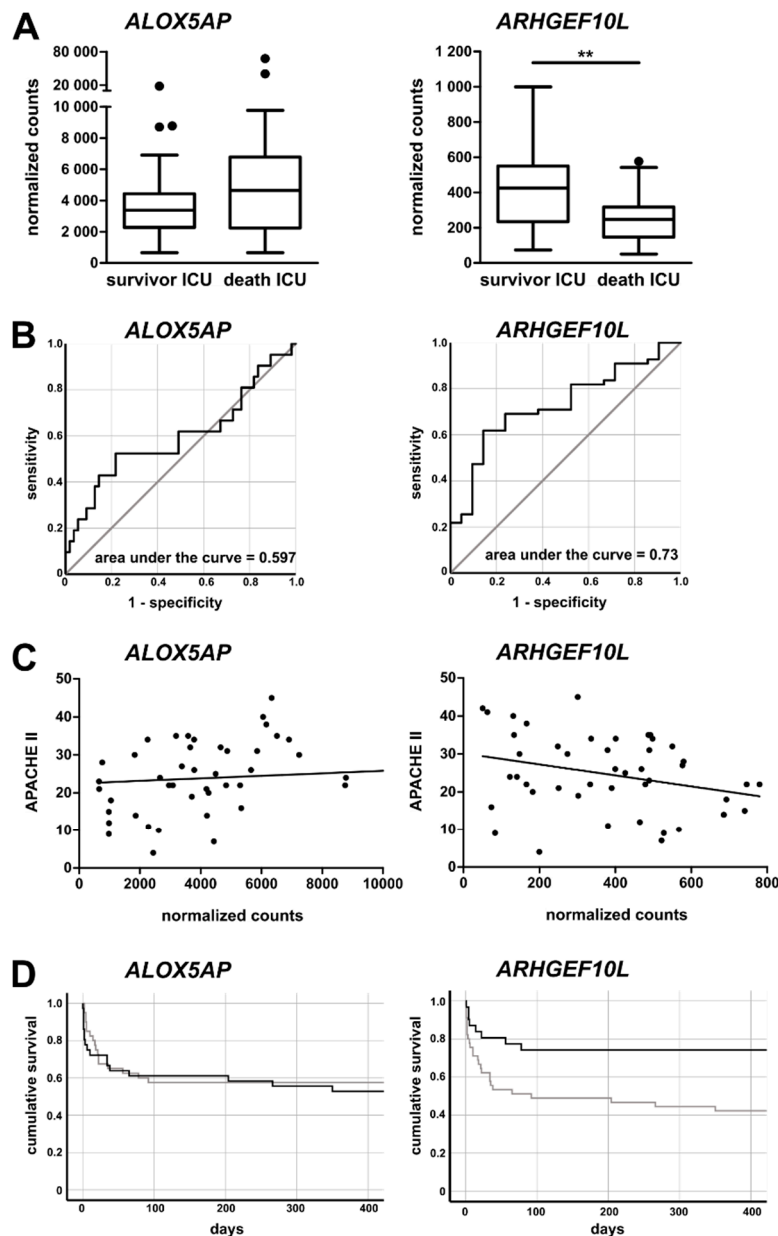 A
ALOX5AP
ARHGEF10L
normalized counts
80 000
20 000
10 000
8 000
6 000
4 000
2 000
0
survivor ICU death ICU
normalized counts
1 200
1 000
800
600
400
200
0
**
survivor ICU death ICU
B
ALOX5AP
ARHGEF10L
sensitivity
1.0
0.8
0.6
0.4
0.2
0
area under the curve = 0.597
0 0.2 0.4 0.6 0.8 1.0
1 - specificity
sensitivity
1.0
0.8
0.6
0.4
0.2
0
area under the curve = 0.73
0 0.2 0.4 0.6 0.8 1.0
1 - specificity
C
ALOX5AP
ARHGEF10L
APACHE II
50
40
30
20
10
0
0 2000 4000 6000 8000 10000
normalized counts
APACHE II
50
40
30
20
10
0
0 200 400 600 800
normalized counts
D
ALOX5AP
ARHGEF10L
cumulative survival
1.0
0.8
0.6
0.4
0.2
0
0 100 200 300 400
days
cumulative survival
1.0
0.8
0.6
0.4
0.2
0
0 100 200 300 400
days